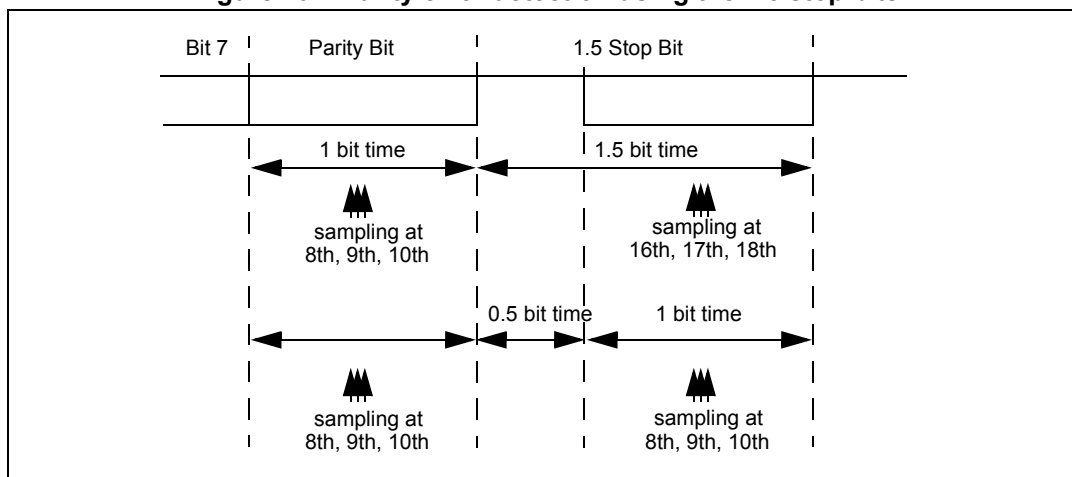 Bit 7 Parity Bit 1.5 Stop Bit
1 bit time 1.5 bit time
sampling at
8th, 9th, 10th
sampling at
16th, 17th, 18th
0.5 bit time 1 bit time
sampling at
8th, 9th, 10th
sampling at
8th, 9th, 10th